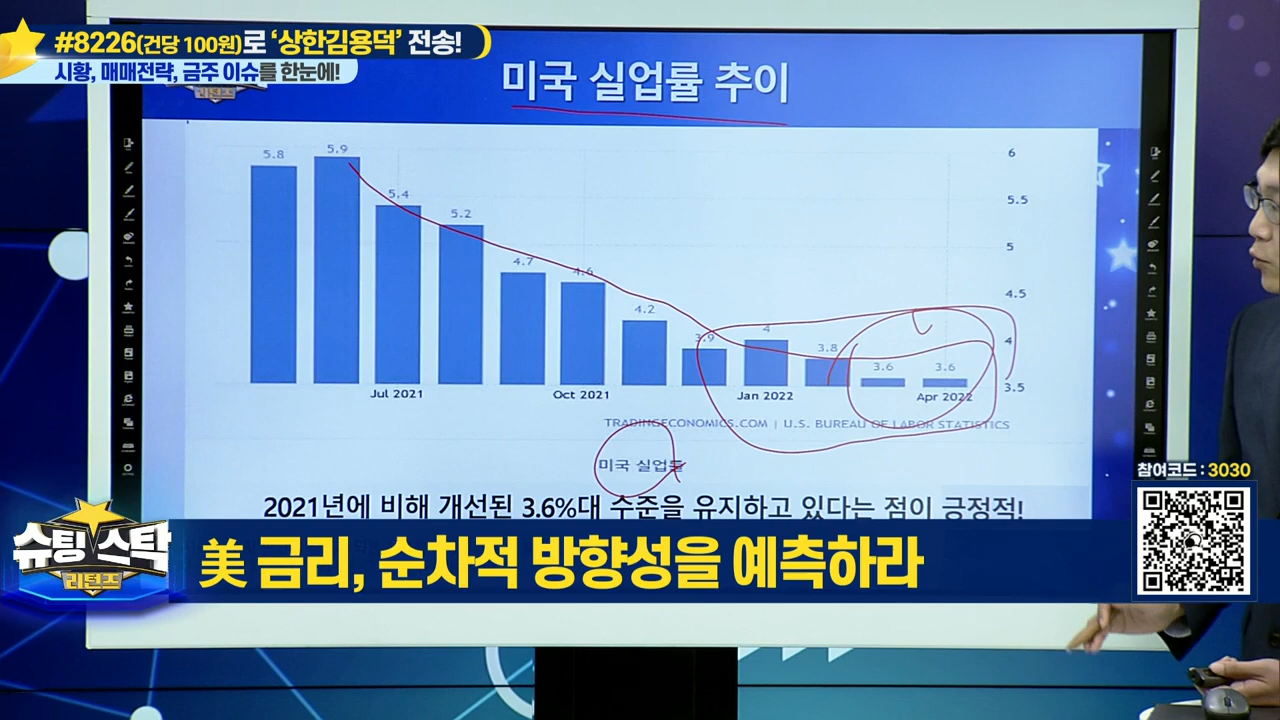 #8226(건당 100원)로 '상한김용덕' 전송!
시황, 매매전략, 금주 이슈를 한눈에!
리턴즈
미국 실업률 추이
5.8
5.9
5.4
5.2
4.7
4.6
4.2
3.9
4
3.8
3.6
3.6
6
5.5
5
4.5
4
3.5
Jul 2021
Oct 2021
Jan 2022
Apr 2022
TRADINGECONOMICS.COM | U.S. BUREAU OF LABOR STATISTICS
미국 실업률
2021년에 비해 개선된 3.6%대 수준을 유지하고 있다는 점이 긍정적!
참여코드 : 3030
슈팅 스탁
리턴즈
美 금리, 순차적 방향성을 예측하라